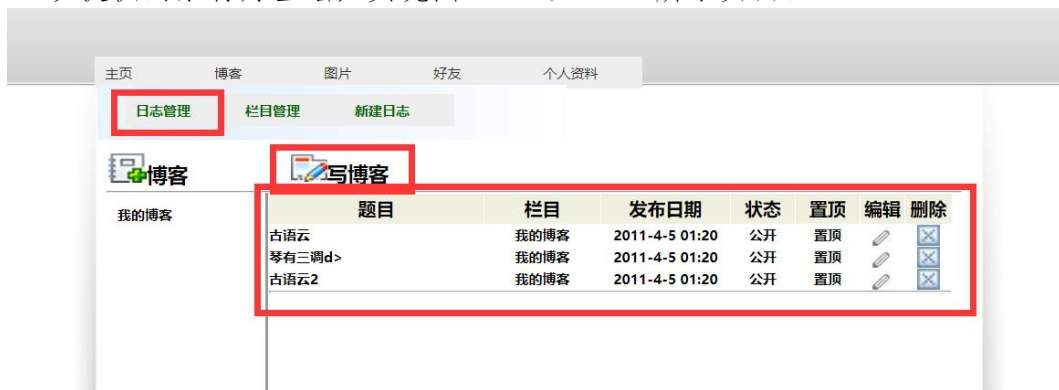 主页 博客 图片 好友 个人资料
日志管理 栏目管理 新建日志
博客 写博客
我的博客
题目 栏目 发布日期 状态 置顶 编辑 删除
古语云 我的博客 2011-4-5 01:20 公开 置顶
琴有三调d> 我的博客 2011-4-5 01:20 公开 置顶
古语云2 我的博客 2011-4-5 01:20 公开 置顶